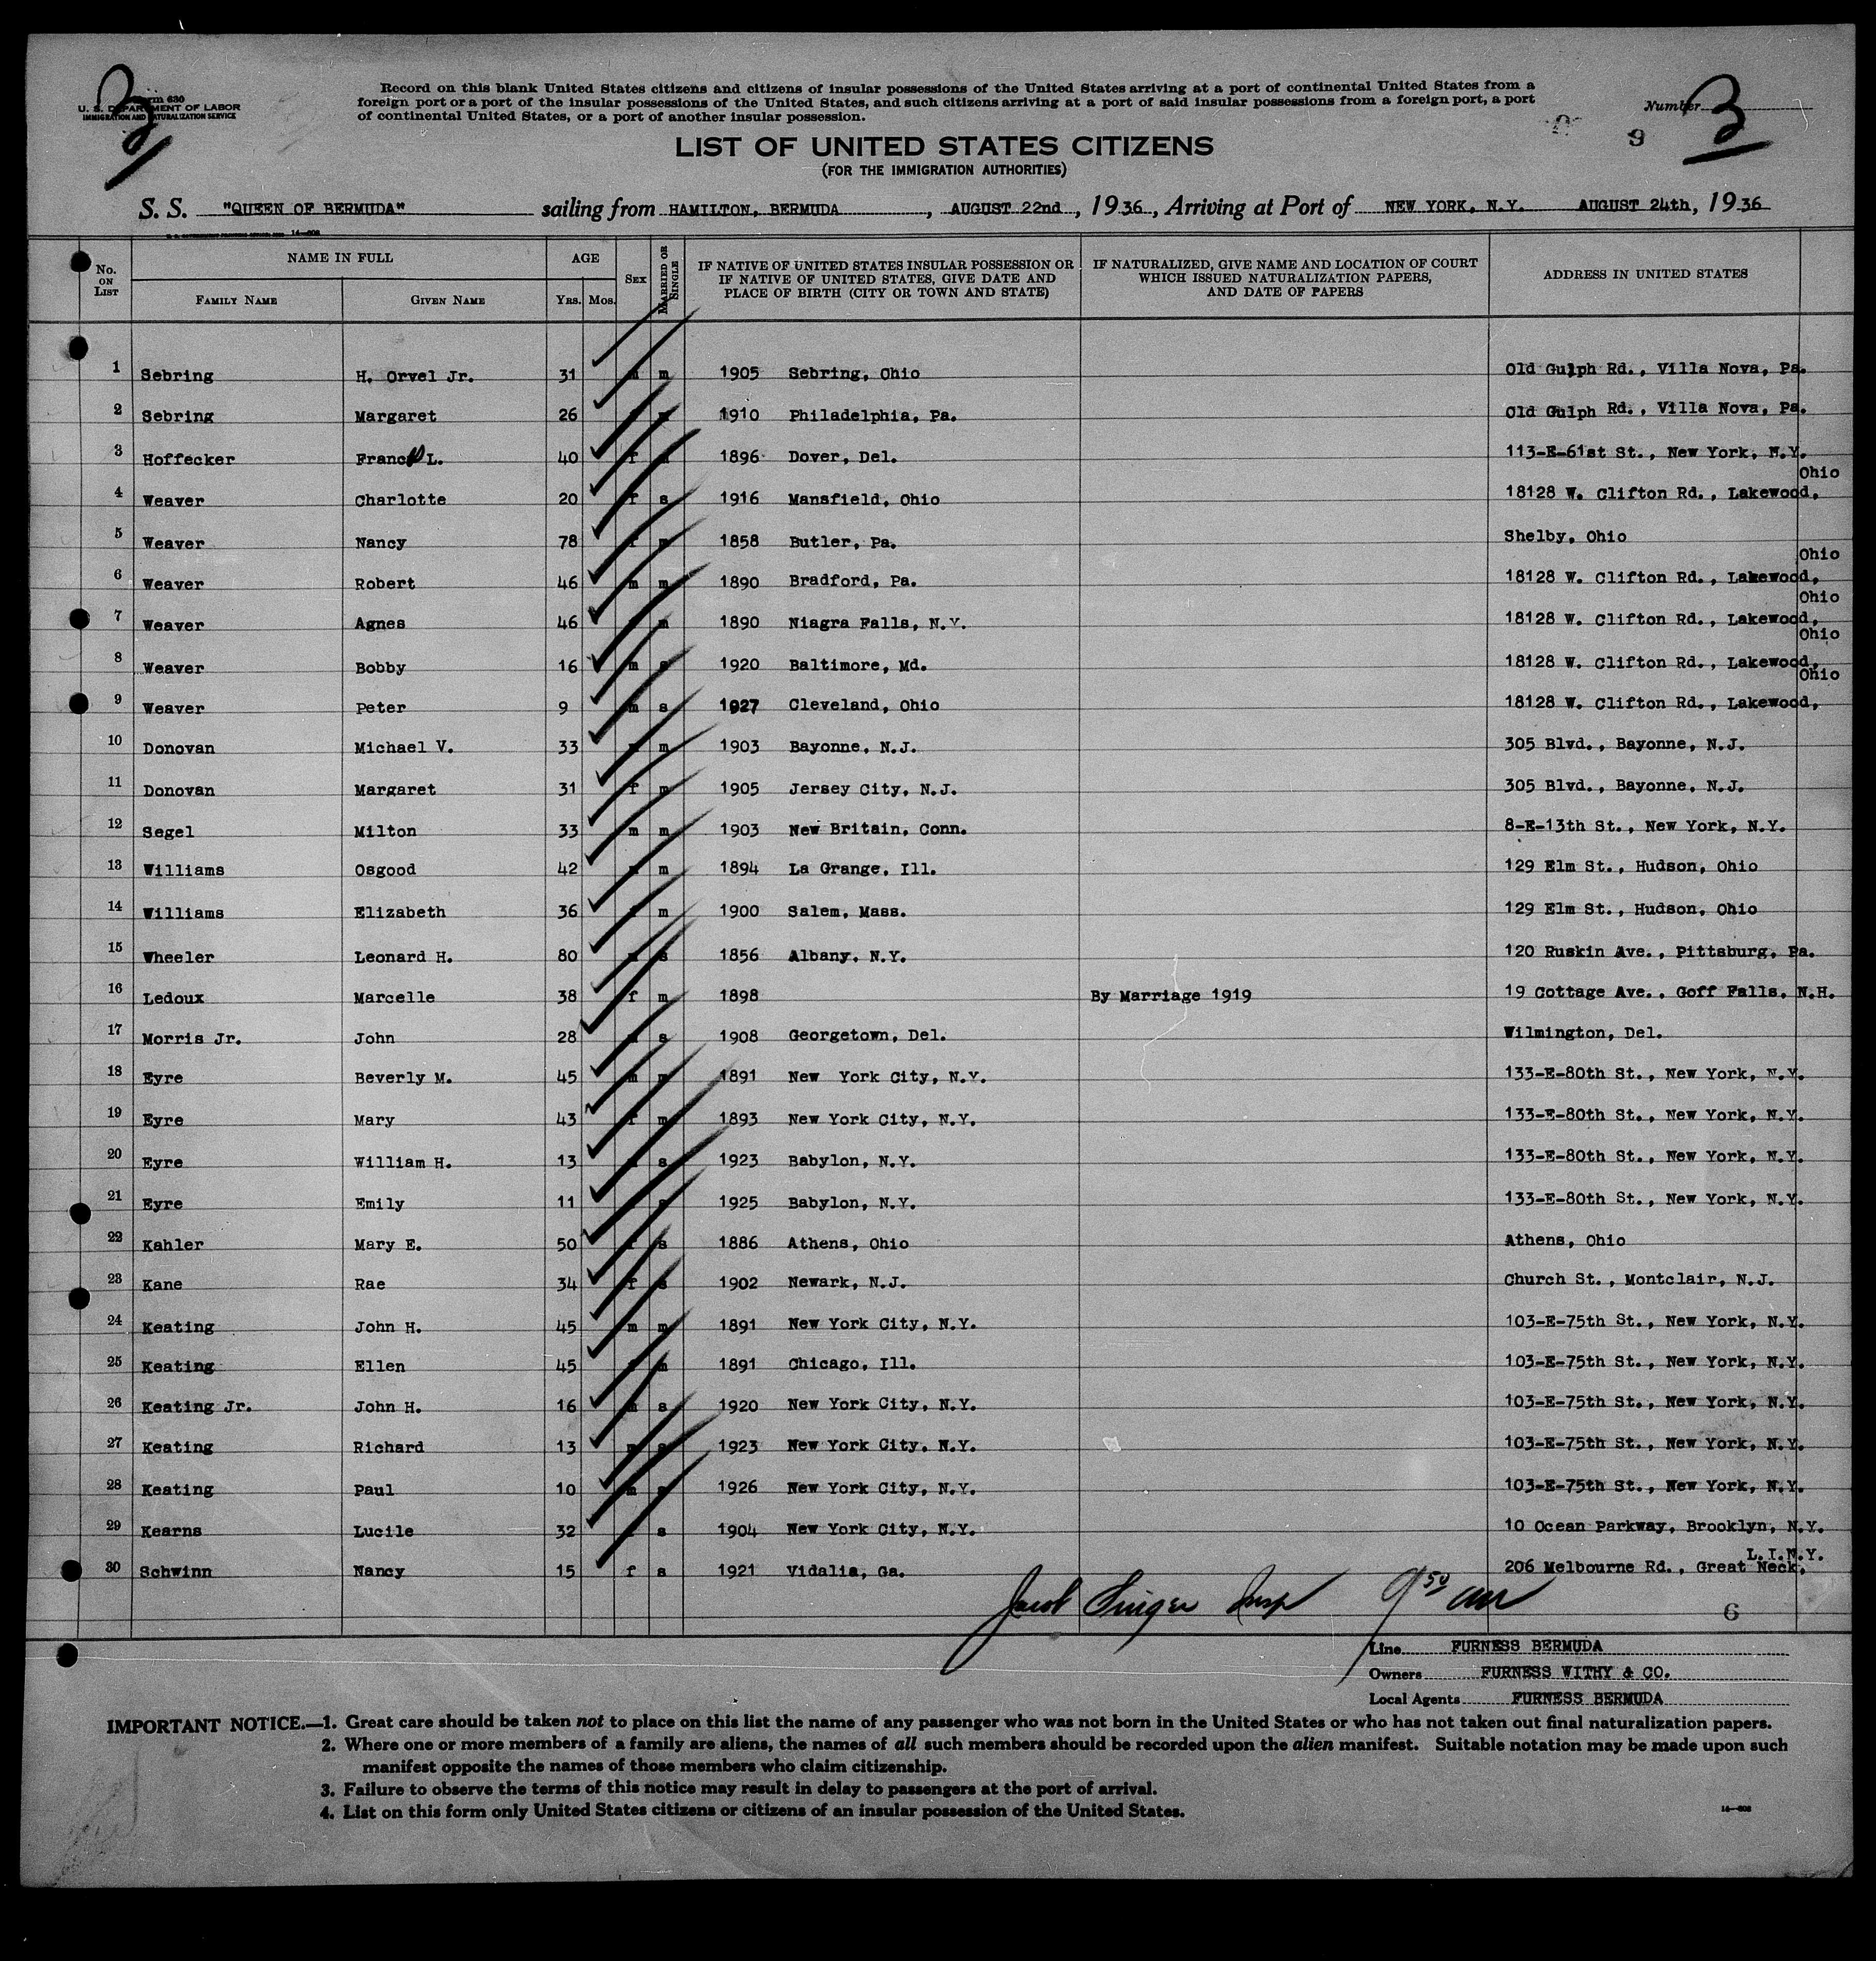 Form 630
U. S. DEPARTMENT OF LABOR
IMMIGRATION AND NATURALIZATION SERVICE
3
Record on this blank United States citizens and citizens of insular possessions of the United States arriving at a port of continental United States from a
foreign port or a port of the insular possessions of the United States, and such citizens arriving at a port of said insular possessions from a foreign port, a port
of continental United States, or a port of another insular possession.
Number 3
9
LIST OF UNITED STATES CITIZENS
(FOR THE IMMIGRATION AUTHORITIES)
S. S. "QUEEN OF BERMUDA" sailing from HAMILTON, BERMUDA, AUGUST 22nd, 1936, Arriving at Port of NEW YORK, N.Y. AUGUST 24th, 1936
No. ON LIST NAME IN FULL FAMILY NAME GIVEN NAME AGE YRS. MOS. SEX MARRIED OR SINGLE IF NATIVE OF UNITED STATES INSULAR POSSESSION OR IF NATIVE OF UNITED STATES, GIVE DATE AND PLACE OF BIRTH (CITY OR TOWN AND STATE) IF NATURALIZED, GIVE NAME AND LOCATION OF COURT WHICH ISSUED NATURALIZATION PAPERS, AND DATE OF PAPERS ADDRESS IN UNITED STATES
1 Sebring H. Orvel Jr. 31 m 1905 Sebring, Ohio Old Gulph Rd., Villa Nova, Pa.
2 Sebring Margaret 26 1910 Philadelphia, Pa. Old Gulph Rd., Villa Nova, Pa.
3 Hoffecker L. 40 f 1896 Dover, Del. 113-E-61st St., New York, N.Y.
4 Weaver Charlotte 20 f s 1916 Mansfield, Ohio 18128 W. Clifton Rd., Lakewood, Ohio
5 Weaver Nancy 78 f m 1858 Butler, Pa. Shelby, Ohio
6 Weaver Robert 46 m m 1890 Bradford, Pa. 18128 W. Clifton Rd., Lakewood, Ohio
7 Weaver Agnes 46 m 1890 Niagra Falls, N.Y. 18128 W. Clifton Rd., Lakewood, Ohio
8 Weaver Bobby 16 m s 1920 Baltimore, Md. 18128 W. Clifton Rd., Lakewood, Ohio
9 Weaver Peter 9 m s 1927 Cleveland, Ohio 18128 W. Clifton Rd., Lakewood, Ohio
10 Donovan Michael V. 33 m 1903 Bayonne, N.J. 305 Blvd., Bayonne, N.J.
11 Donovan Margaret 31 f m 1905 Jersey City, N.J. 305 Blvd., Bayonne, N.J.
12 Segel Milton 33 m m 1903 New Britain, Conn. 8-E-13th St., New York, N.Y.
13 Williams Osgood 42 m 1894 La Grange, Ill. 129 Elm St., Hudson, Ohio
14 Williams Elizabeth 36 f m 1900 Salem, Mass. 129 Elm St., Hudson, Ohio
15 Wheeler Leonard H. 80 s 1856 Albany, N.Y. 120 Ruskin Ave., Pittsburg, Pa.
16 Ledoux Marcelle 38 f m 1898 By Marriage 1919 19 Cottage Ave., Goff Falls, N.H.
17 Morris Jr. John 28 s 1908 Georgetown, Del. Wilmington, Del.
18 Eyre Beverly M. 45 m m 1891 New York City, N.Y. 133-E-80th St., New York, N.Y.
19 Eyre Mary 43 f m 1893 New York City, N.Y. 133-E-80th St., New York, N.Y.
20 Eyre William H. 13 s 1923 Babylon, N.Y. 133-E-80th St., New York, N.Y.
21 Eyre Emily 11 s 1925 Babylon, N.Y. 133-E-80th St., New York, N.Y.
22 Kahler Mary E. 50 f s 1886 Athens, Ohio Athens, Ohio
23 Kane Rae 34 f s 1902 Newark, N.J. Church St., Montclair, N.J.
24 Keating John H. 45 m m 1891 New York City, N.Y. 103-E-75th St., New York, N.Y.
25 Keating Ellen 45 m 1891 Chicago, Ill. 103-E-75th St., New York, N.Y.
26 Keating Jr. John H. 16 m s 1920 New York City, N.Y. 103-E-75th St., New York, N.Y.
27 Keating Richard 13 m s 1923 New York City, N.Y. 103-E-75th St., New York, N.Y.
28 Keating Paul 10 m s 1926 New York City, N.Y. 103-E-75th St., New York, N.Y.
29 Kearns Lucile 32 s 1904 New York City, N.Y. 10 Ocean Parkway, Brooklyn, N.Y.
30 Schwinn Nancy 15 f s 1921 Vidalia, Ga. 206 Melbourne Rd., Great Neck, L.I.N.Y.
Jacob Singer Insp 9 50 am
6
Line FURNESS BERMUDA
Owners FURNESS WITHY & CO.
Local Agents FURNESS BERMUDA
IMPORTANT NOTICE.—1. Great care should be taken not to place on this list the name of any passenger who was not born in the United States or who has not taken out final naturalization papers.
2. Where one or more members of a family are aliens, the names of all such members should be recorded upon the alien manifest. Suitable notation may be made upon such
manifest opposite the names of those members who claim citizenship.
3. Failure to observe the terms of this notice may result in delay to passengers at the port of arrival.
4. List on this form only United States citizens or citizens of an insular possession of the United States.
14—808